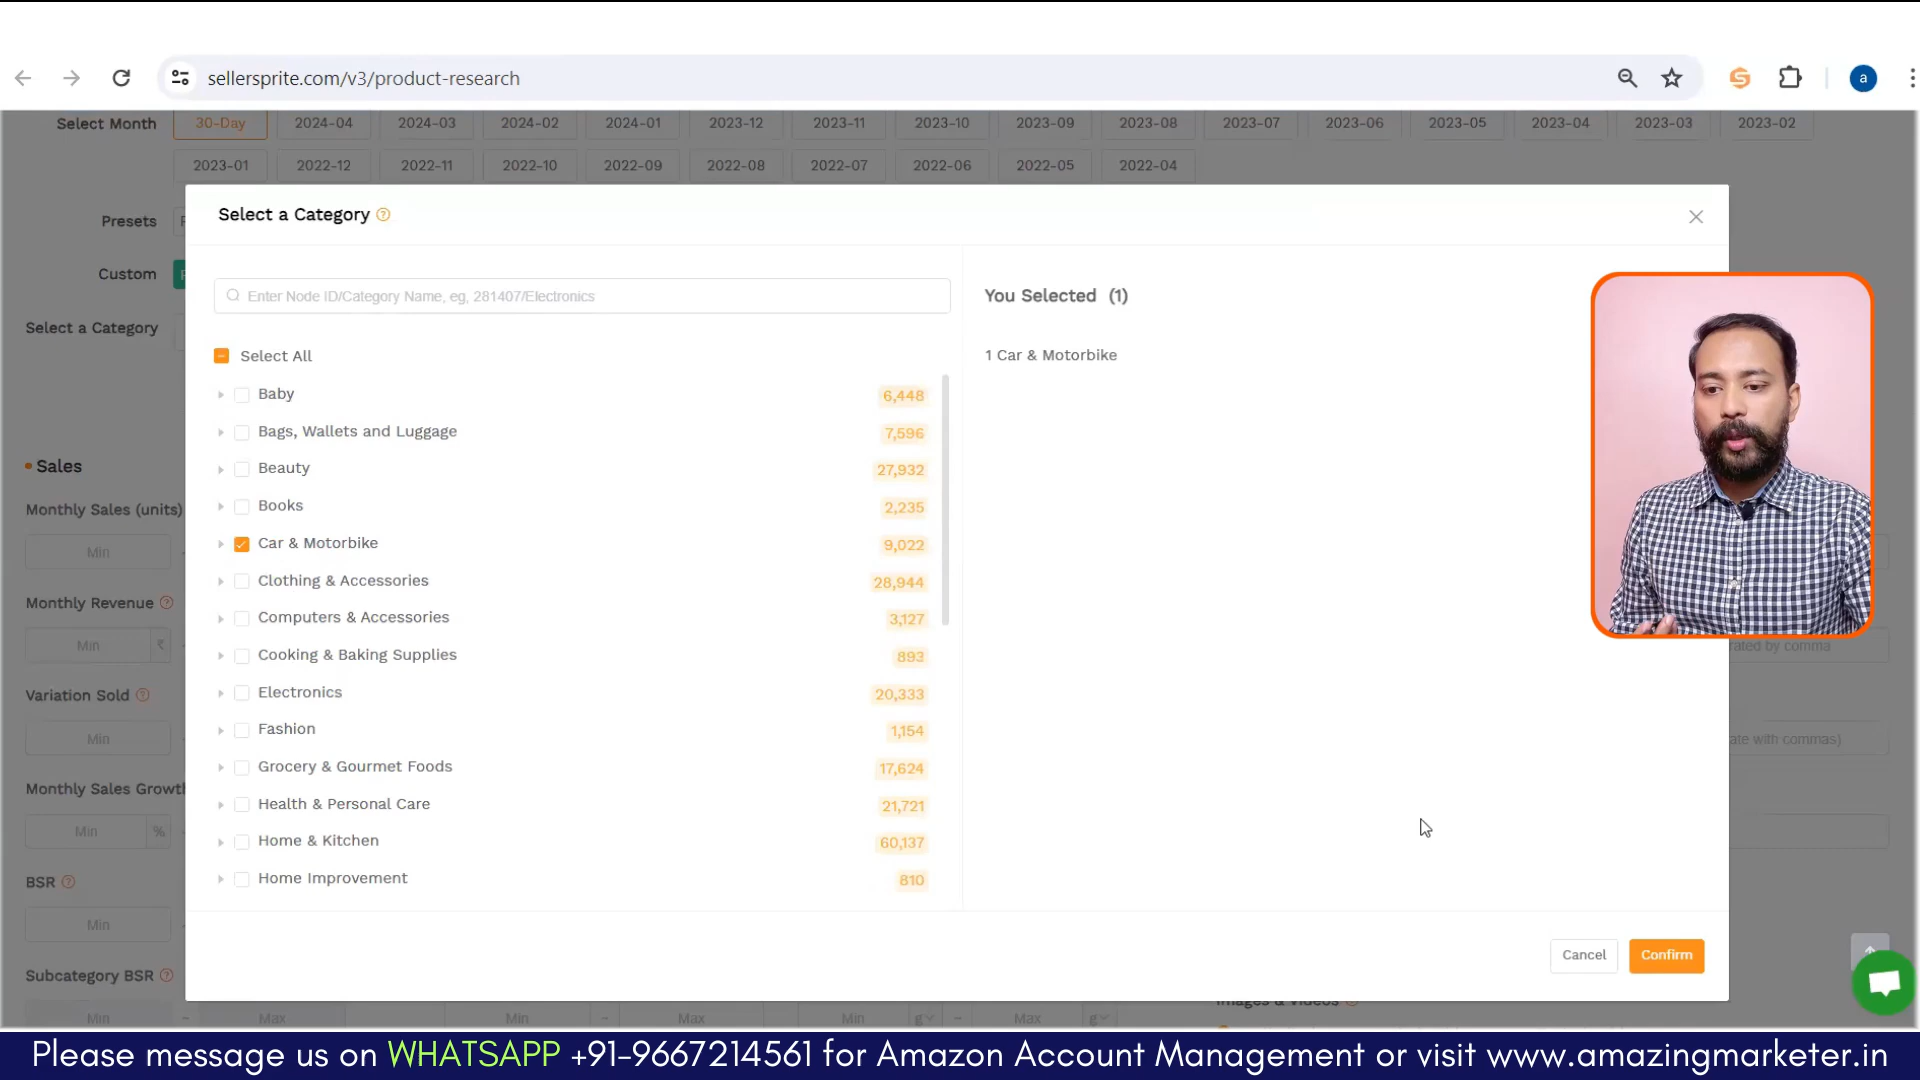 sellersprite.com/v3/product-research
a
Select Month 30-Day 2024-04 2024-03 2024-02 2024-01 2023-12 2023-11 2023-10 2023-09 2023-08 2023-07 2023-06 2023-05 2023-04 2023-03 2023-02
2023-01 2022-12 2022-11 2022-10 2022-09 2022-08 2022-07 2022-06 2022-05 2022-04
Presets
Custom
Select a Category
Sales
Monthly Sales (units)
Min
Monthly Revenue
Min ₹
Variation Sold
Min
Monthly Sales Growth
Min %
BSR
Min
Subcategory BSR
Min – Max Min – Max Min g – Max g
Select a Category
Enter Node ID/Category Name, eg, 281407/Electronics
Select All
Baby 6,448
Bags, Wallets and Luggage 7,596
Beauty 27,932
Books 2,235
Car & Motorbike 9,022
Clothing & Accessories 28,944
Computers & Accessories 3,127
Cooking & Baking Supplies 893
Electronics 20,333
Fashion 1,154
Grocery & Gourmet Foods 17,624
Health & Personal Care 21,721
Home & Kitchen 60,137
Home Improvement 810
You Selected (1)
1 Car & Motorbike
Cancel Confirm
by comma
with commas)
Images & Videos
Please message us on WHATSAPP +91-9667214561 for Amazon Account Management or visit www.amazingmarketer.in